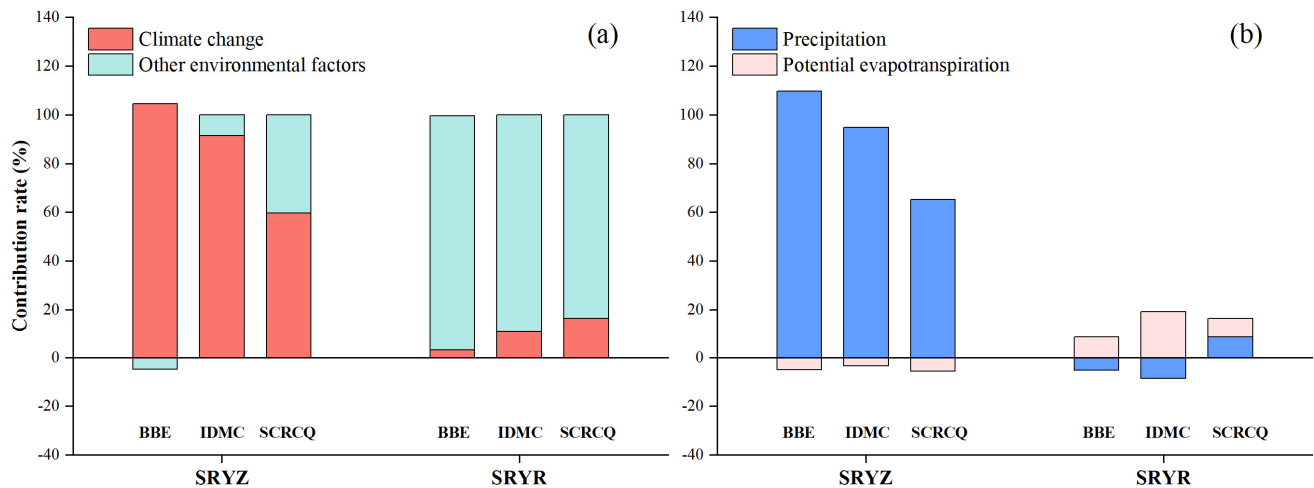 140
120
100
80
60
40
20
0
-20
-40
Contribution rate (%)
Climate change
Other environmental factors
(a)
BBE IDMC SCRCQ BBE IDMC SCRCQ
SRYZ SRYR
140
120
100
80
60
40
20
0
-20
-40
Precipitation
Potential evapotranspiration
(b)
BBE IDMC SCRCQ BBE IDMC SCRCQ
SRYZ SRYR